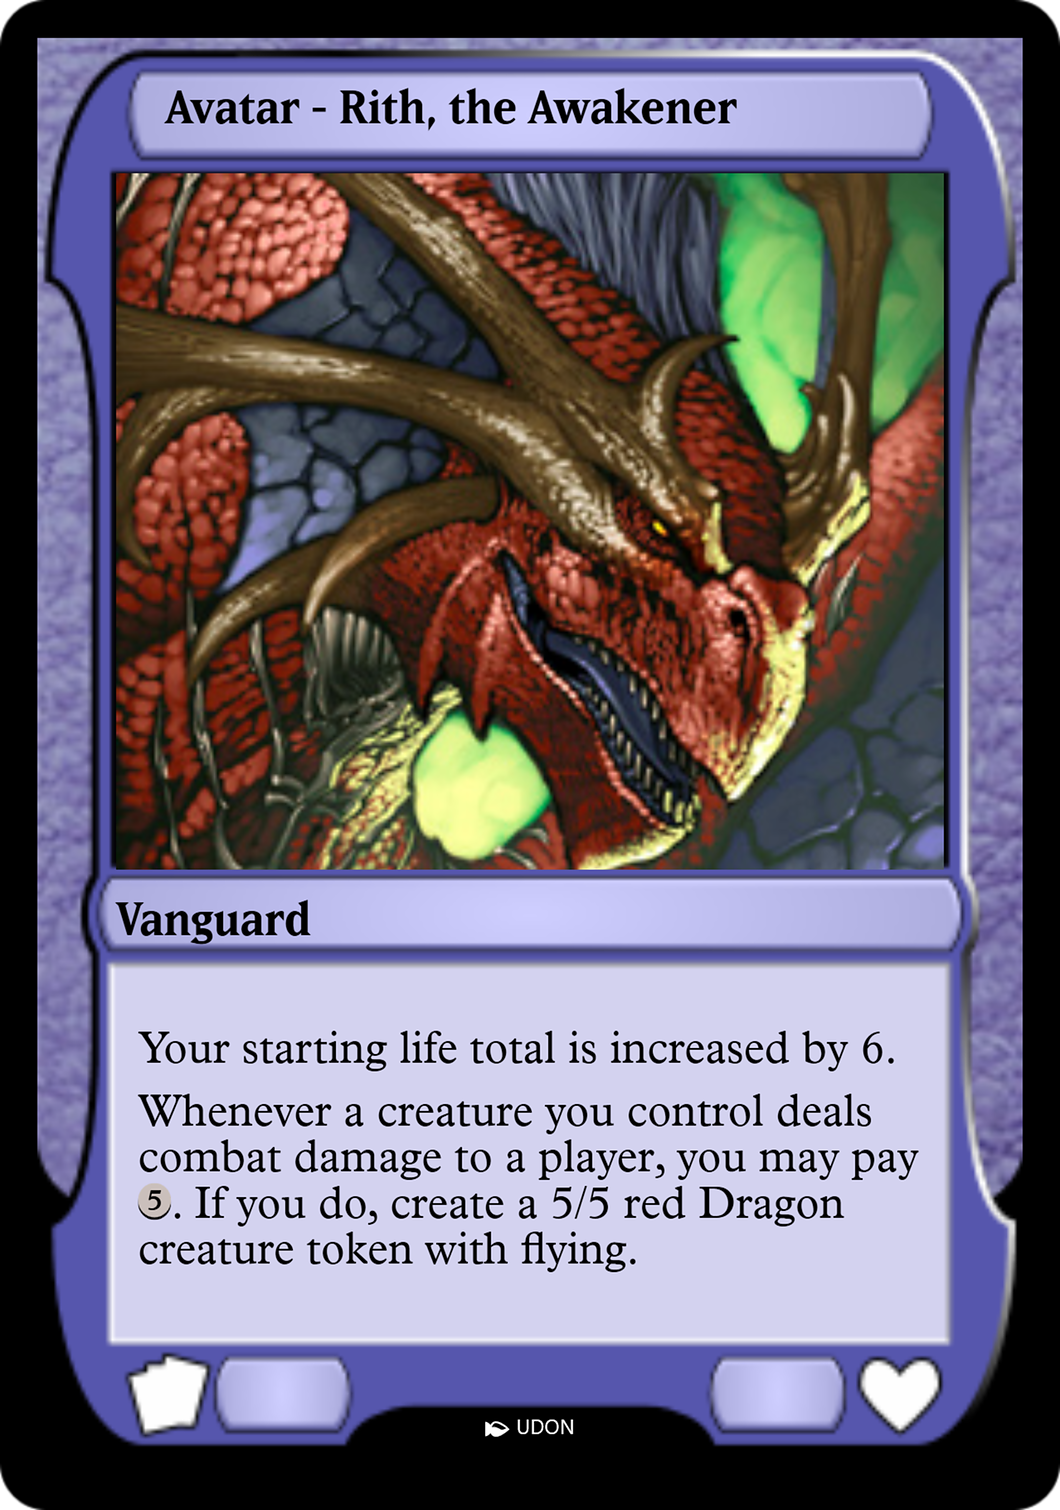 Avatar - Rith, the Awakener
Vanguard
Your starting life total is increased by 6.
Whenever a creature you control deals
combat damage to a player, you may pay
5. If you do, create a 5/5 red Dragon
creature token with flying.
UDON